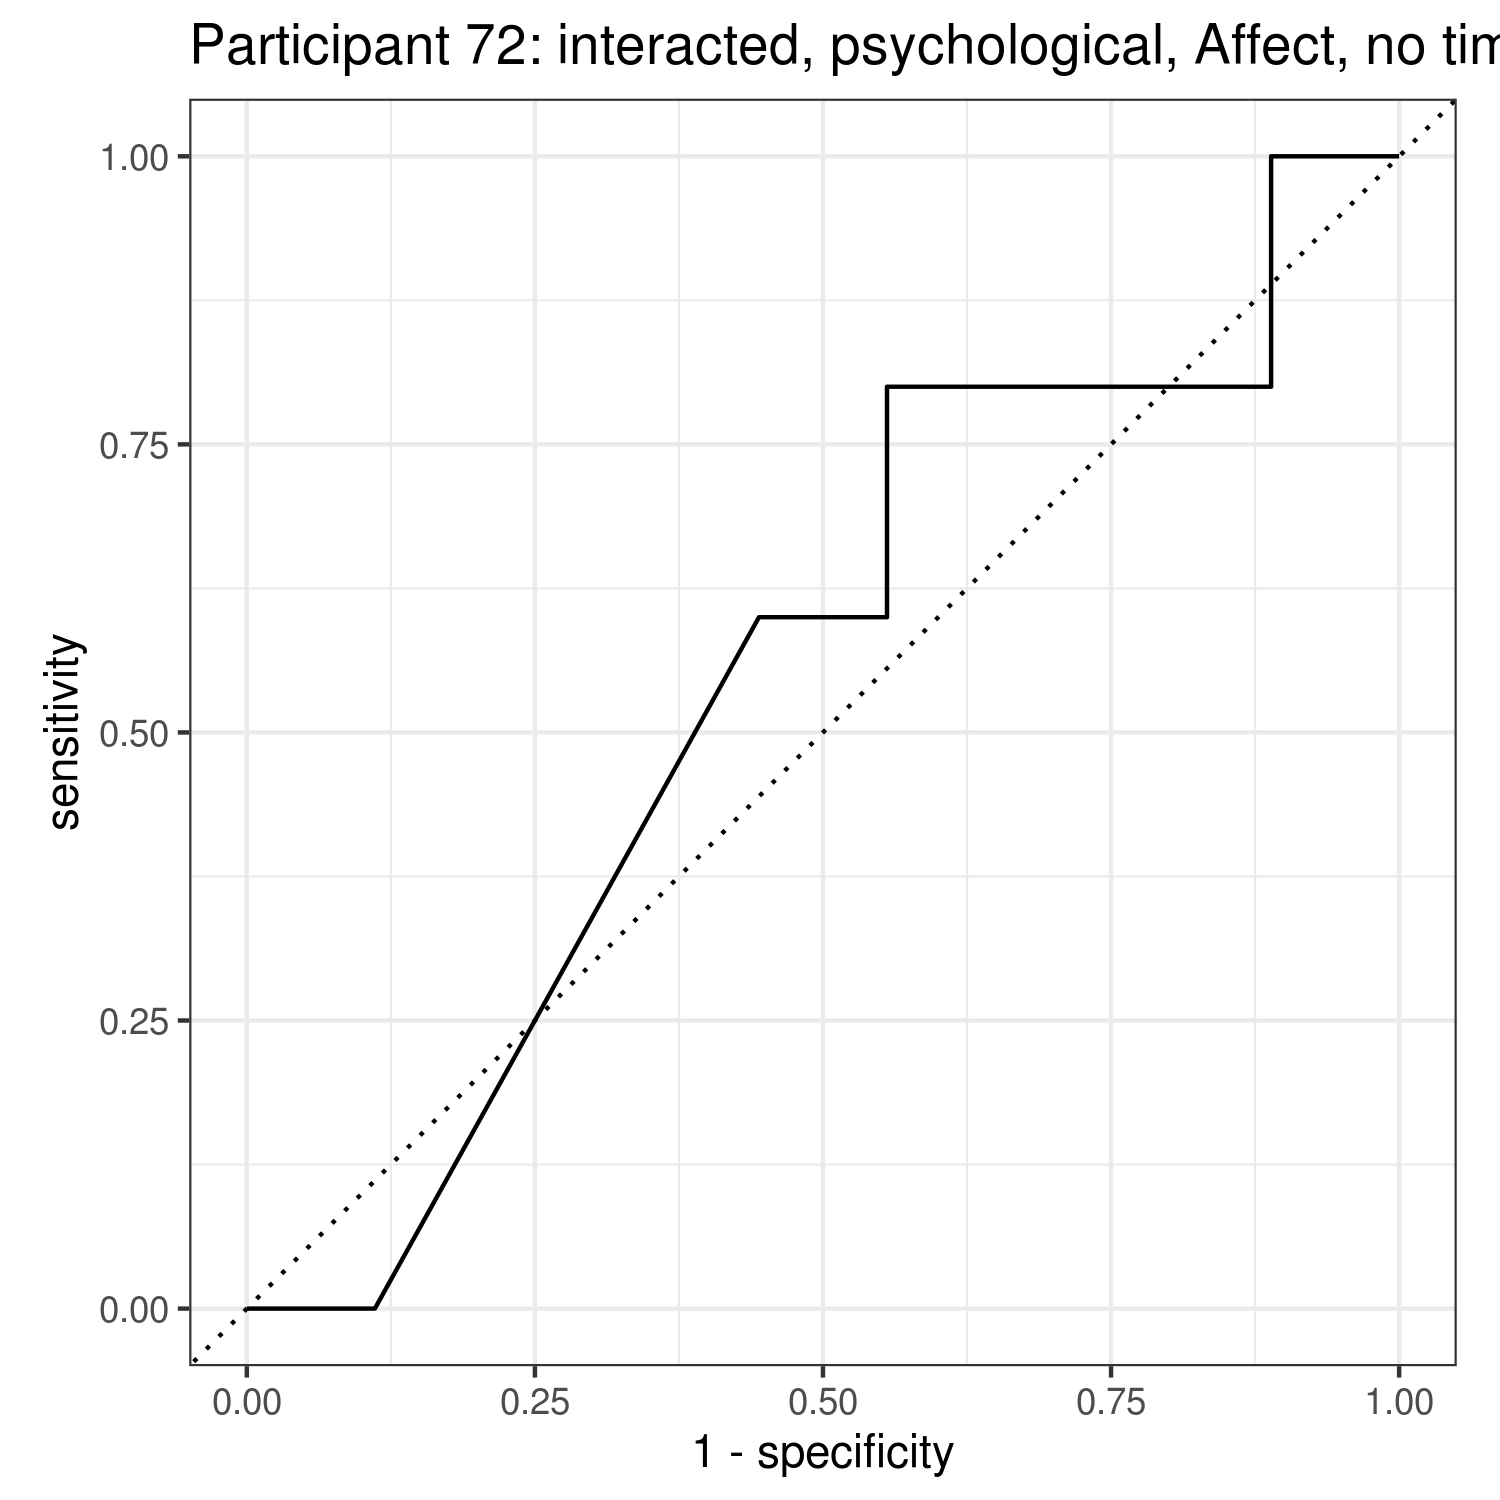 Participant 72: interacted, psychological, Affect, no tim
1.00
0.75
0.50
0.25
0.00
sensitivity
0.00 0.25 0.50 0.75 1.00
1 - specificity